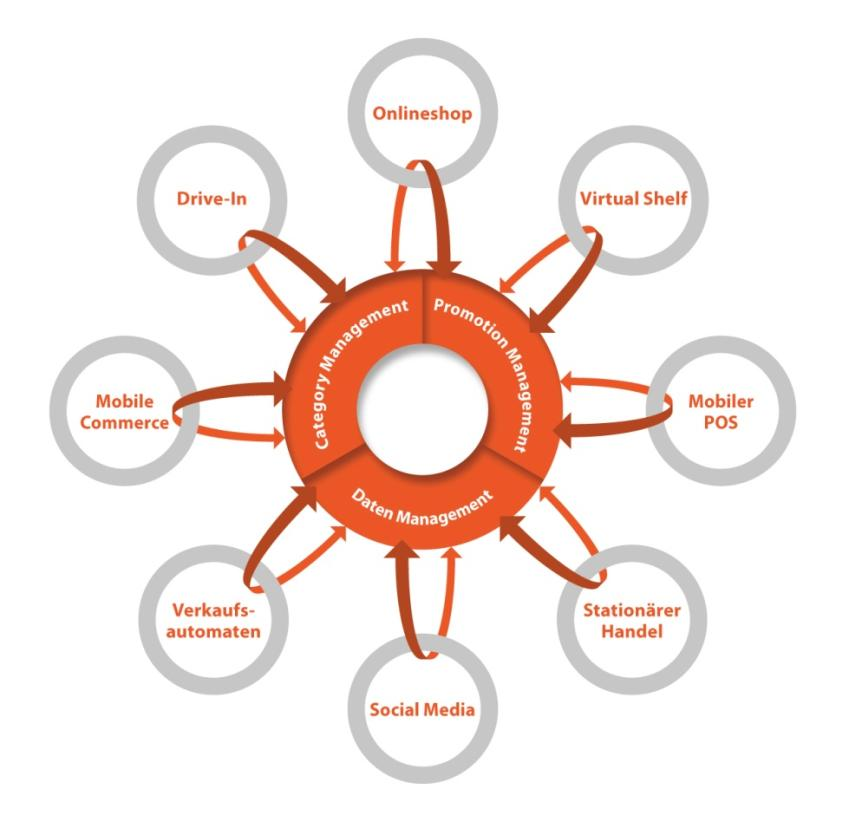 Onlineshop
Drive-In
Virtual Shelf
Category Management
Promotion Management
Mobile
Commerce
Mobiler
POS
Daten Management
Verkaufs-
automaten
Stationärer
Handel
Social Media